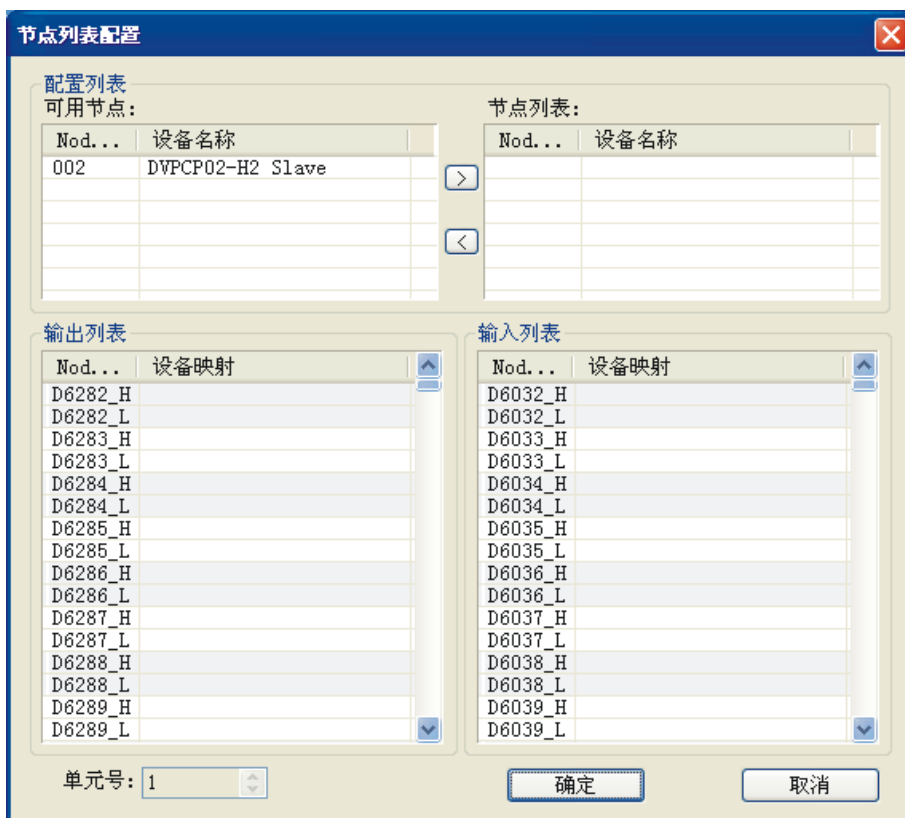 节点列表配置
配置列表
可用节点：
节点列表：
Nod... 设备名称
Nod... 设备名称
002 DVPCP02-H2 Slave
>
<
输出列表
输入列表
Nod... 设备映射
Nod... 设备映射
D6282_H D6032_H
D6282_L D6032_L
D6283_H D6033_H
D6283_L D6033_L
D6284_H D6034_H
D6284_L D6034_L
D6285_H D6035_H
D6285_L D6035_L
D6286_H D6036_H
D6286_L D6036_L
D6287_H D6037_H
D6287_L D6037_L
D6288_H D6038_H
D6288_L D6038_L
D6289_H D6039_H
D6289_L D6039_L
单元号：1 确定 取消